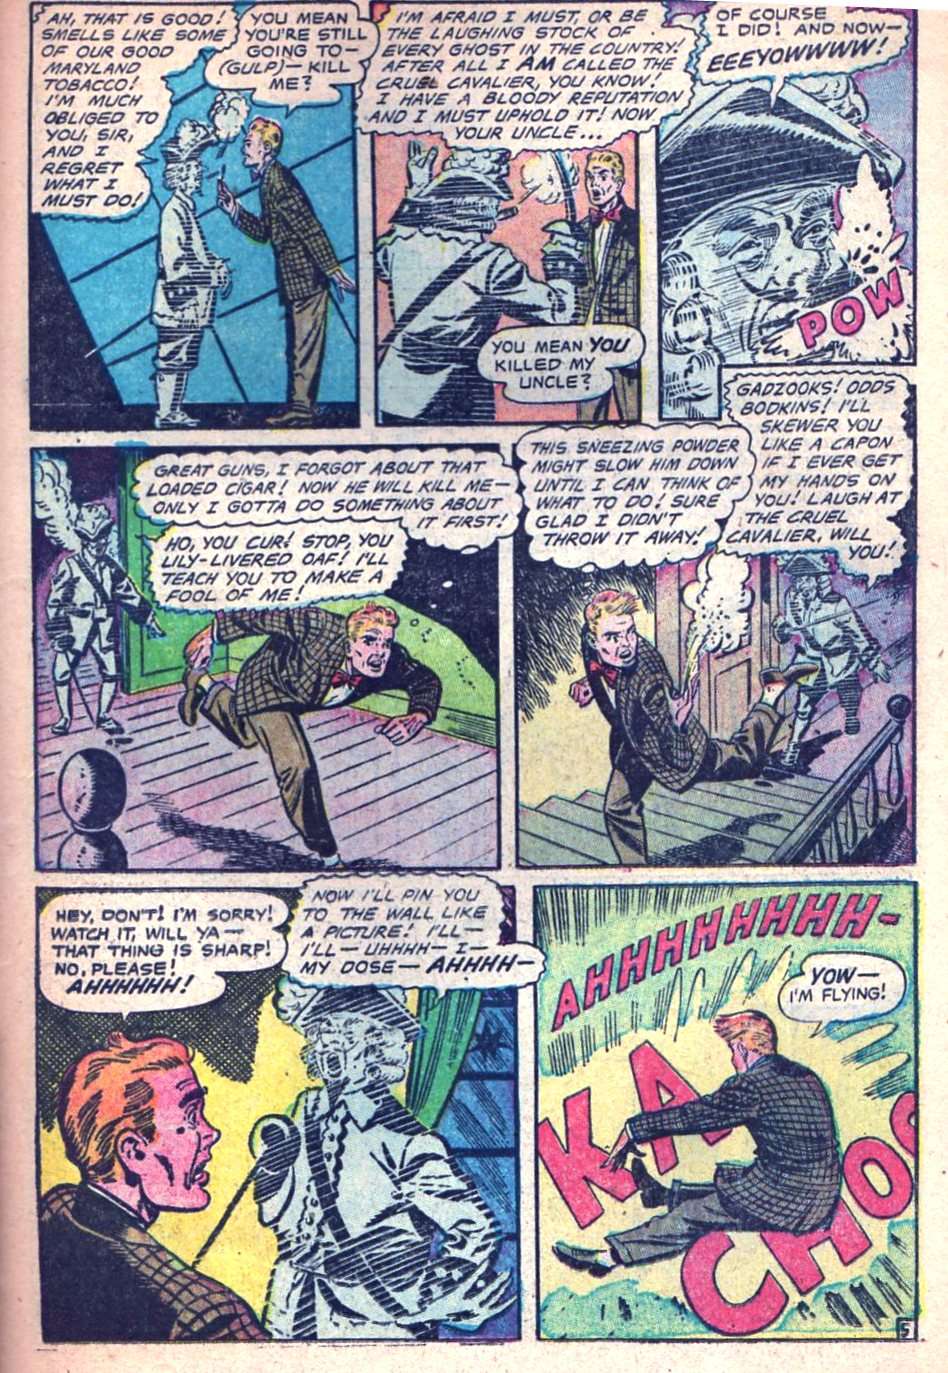 AH, THAT IS GOOD!
SMELLS LIKE SOME
OF OUR GOOD
MARYLAND
TOBACCO!
I'M MUCH
OBLIGED TO
YOU, SIR,
AND I
REGRET
WHAT I
MUST DO!
YOU MEAN
YOU'RE STILL
GOING TO—
(GULP)— KILL
ME?
I'M AFRAID I MUST, OR BE
THE LAUGHING STOCK OF
EVERY GHOST IN THE COUNTRY!
AFTER ALL I AM CALLED THE
CRUEL CAVALIER, YOU KNOW!
I HAVE A BLOODY REPUTATION
AND I MUST UPHOLD IT! NOW
YOUR UNCLE...
YOU MEAN YOU
KILLED MY
UNCLE?
OF COURSE
I DID! AND NOW—
EEEYOWWWW!
POW
GREAT GUNS, I FORGOT ABOUT THAT
LOADED CIGAR! NOW HE WILL KILL ME—
ONLY I GOTTA DO SOMETHING ABOUT
IT FIRST!
HO, YOU CUR! STOP, YOU
LILY-LIVERED OAF! I'LL
TEACH YOU TO MAKE A
FOOL OF ME!
THIS SNEEZING POWDER
MIGHT SLOW HIM DOWN
UNTIL I CAN THINK OF
WHAT TO DO! SURE
GLAD I DIDN'T
THROW IT AWAY!
GADZOOKS! ODDS
BODKINS! I'LL
SKEWER YOU
LIKE A CAPON
IF I EVER GET
MY HANDS ON
YOU! LAUGH AT
THE CRUEL
CAVALIER, WILL
YOU!
HEY, DON'T! I'M SORRY!
WATCH IT, WILL YA—
THAT THING IS SHARP!
NO, PLEASE!
AHHHHHH!
NOW I'LL PIN YOU
TO THE WALL LIKE
A PICTURE! I'LL—
I'LL— UHHHH— I—
MY DOSE— AHHHH—
AHHHHHHHHH-
YOW—
I'M FLYING!
KA
CHOO
5